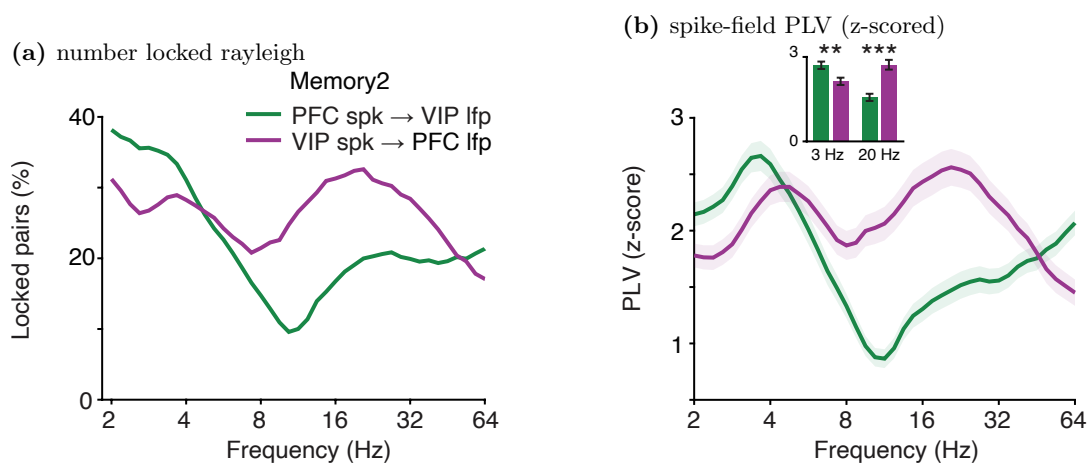 (a) number locked rayleigh
Memory2
PFC spk → VIP lfp
VIP spk → PFC lfp
Locked pairs (%)
40
20
0
2 4 8 16 32 64
Frequency (Hz)
(b) spike-field PLV (z-scored)
3
0
** ***
3 Hz 20 Hz
PLV (z-score)
3
2
1
2 4 8 16 32 64
Frequency (Hz)